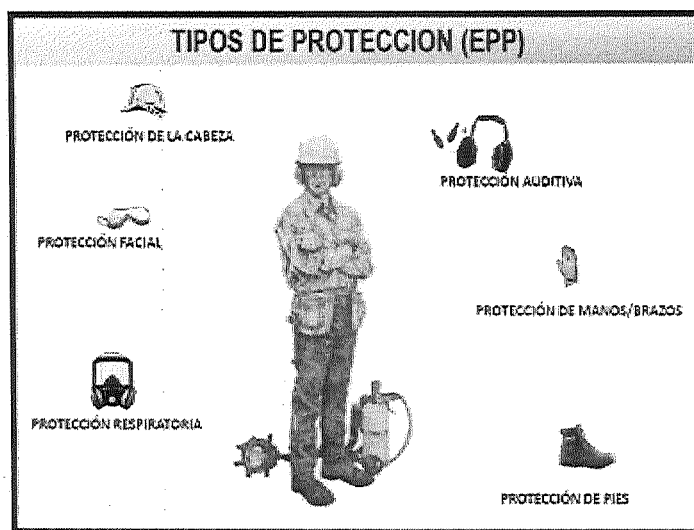 TIPOS DE PROTECCION (EPP)
PROTECCIÓN DE LA CABEZA
PROTECCIÓN AUDITIVA
PROTECCIÓN FACIAL
PROTECCIÓN DE MANOS/BRAZOS
PROTECCIÓN RESPIRATORIA
PROTECCIÓN DE PIES